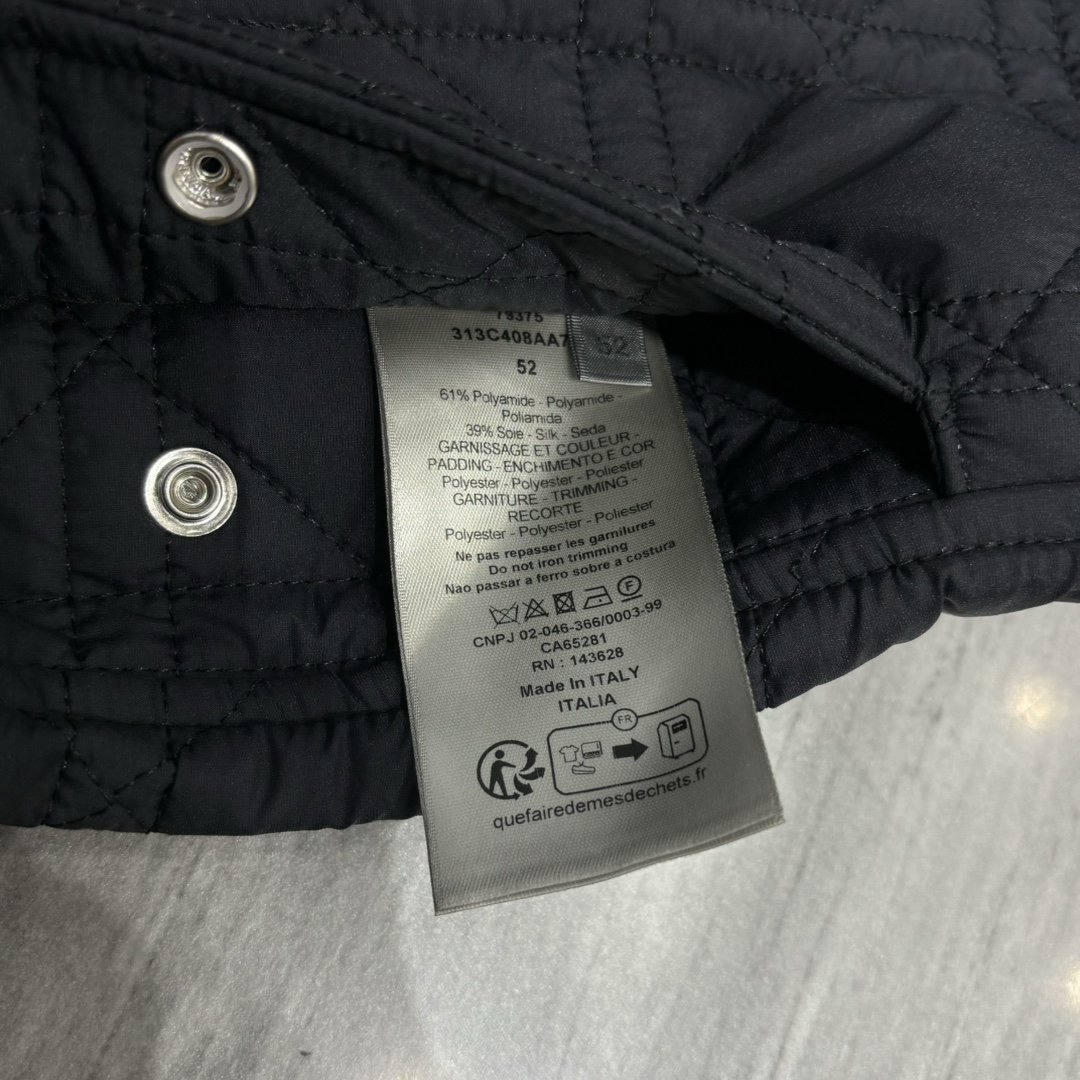 79375
313C408AA7
52
52
61% Polyamide - Polyamide -
Poliamida
39% Soie - Silk - Seda
GARNISSAGE ET COULEUR -
PADDING - ENCHIMENTO E COR
Polyester - Polyester - Poliester
GARNITURE - TRIMMING -
RECORTE
Polyester - Polyester - Poliester
Ne pas repasser les garnilures
Do not iron trimming
Nao passar a ferro sobre a costura
F
CNPJ 02-046-366/0003-99
CA65281
RN : 143628
Made In ITALY
ITALIA
FR
quefairedemesdechets.fr